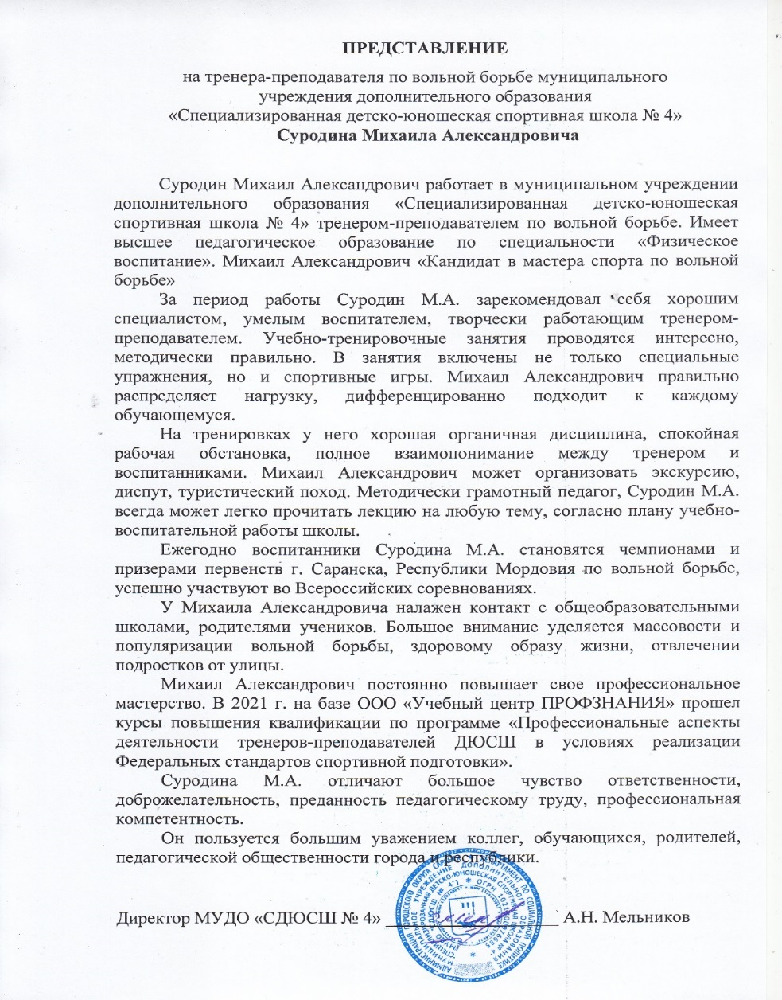 ПРЕДСТАВЛЕНИЕ
на тренера-преподавателя по вольной борьбе муниципального
учреждения дополнительного образования
«Специализированная детско-юношеская спортивная школа № 4»
Суродина Михаила Александровича
Суродин Михаил Александрович работает в муниципальном учреждении
дополнительного образования «Специализированная детско-юношеская
спортивная школа № 4» тренером-преподавателем по вольной борьбе. Имеет
высшее педагогическое образование по специальности «Физическое
воспитание». Михаил Александрович «Кандидат в мастера спорта по вольной
борьбе»
За период работы Суродин М.А. зарекомендовал себя хорошим
специалистом, умелым воспитателем, творчески работающим тренером-
преподавателем. Учебно-тренировочные занятия проводятся интересно,
методически правильно. В занятия включены не только специальные
упражнения, но и спортивные игры. Михаил Александрович правильно
распределяет нагрузку, дифференцированно подходит к каждому
обучающемуся.
На тренировках у него хорошая органичная дисциплина, спокойная
рабочая обстановка, полное взаимопонимание между тренером и
воспитанниками. Михаил Александрович может организовать экскурсию,
диспут, туристический поход. Методически грамотный педагог, Суродин М.А.
всегда может легко прочитать лекцию на любую тему, согласно плану учебно-
воспитательной работы школы.
Ежегодно воспитанники Суродина М.А. становятся чемпионами и
призерами первенств г. Саранска, Республики Мордовия по вольной борьбе,
успешно участвуют во Всероссийских соревнованиях.
У Михаила Александровича налажен контакт с общеобразовательными
школами, родителями учеников. Большое внимание уделяется массовости и
популяризации вольной борьбы, здоровому образу жизни, отвлечении
подростков от улицы.
Михаил Александрович постоянно повышает свое профессиональное
мастерство. В 2021 г. на базе ООО «Учебный центр ПРОФЗНАНИЯ» прошел
курсы повышения квалификации по программе «Профессиональные аспекты
деятельности тренеров-преподавателей ДЮСШ в условиях реализации
Федеральных стандартов спортивной подготовки».
Суродина М.А. отличают большое чувство ответственности,
доброжелательность, преданность педагогическому труду, профессиональная
компетентность.
Он пользуется большим уважением коллег, обучающихся, родителей,
педагогической общественности города и республики.
Директор МУДО «СДЮСШ № 4» А.Н. Мельников